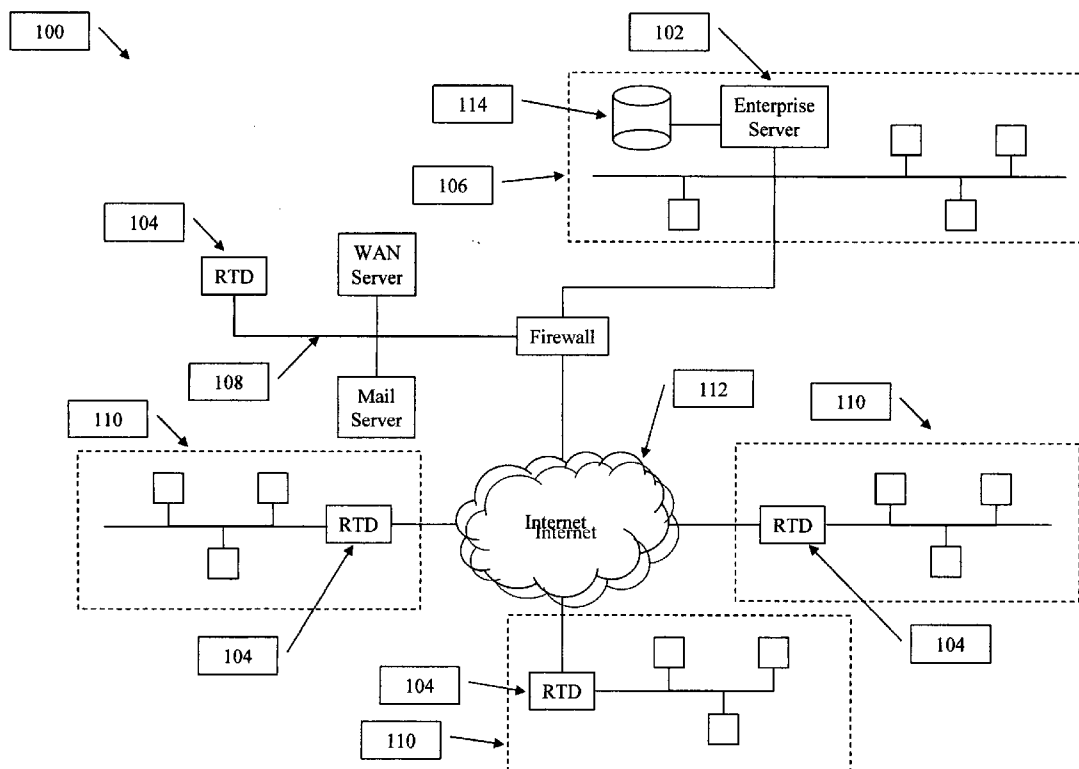 100
102
114
Enterprise
Server
106
104
RTD
WAN
Server
Firewall
108
Mail
Server
112
110
110
RTD
Internet
Internet
RTD
104
104
104
RTD
110